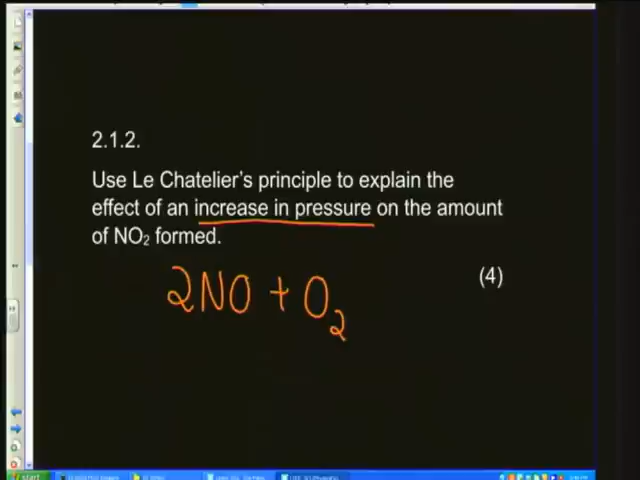 2.1.2.
Use Le Chatelier's principle to explain the
effect of an increase in pressure on the amount
of NO₂ formed.
(4)
2NO + O₂
start